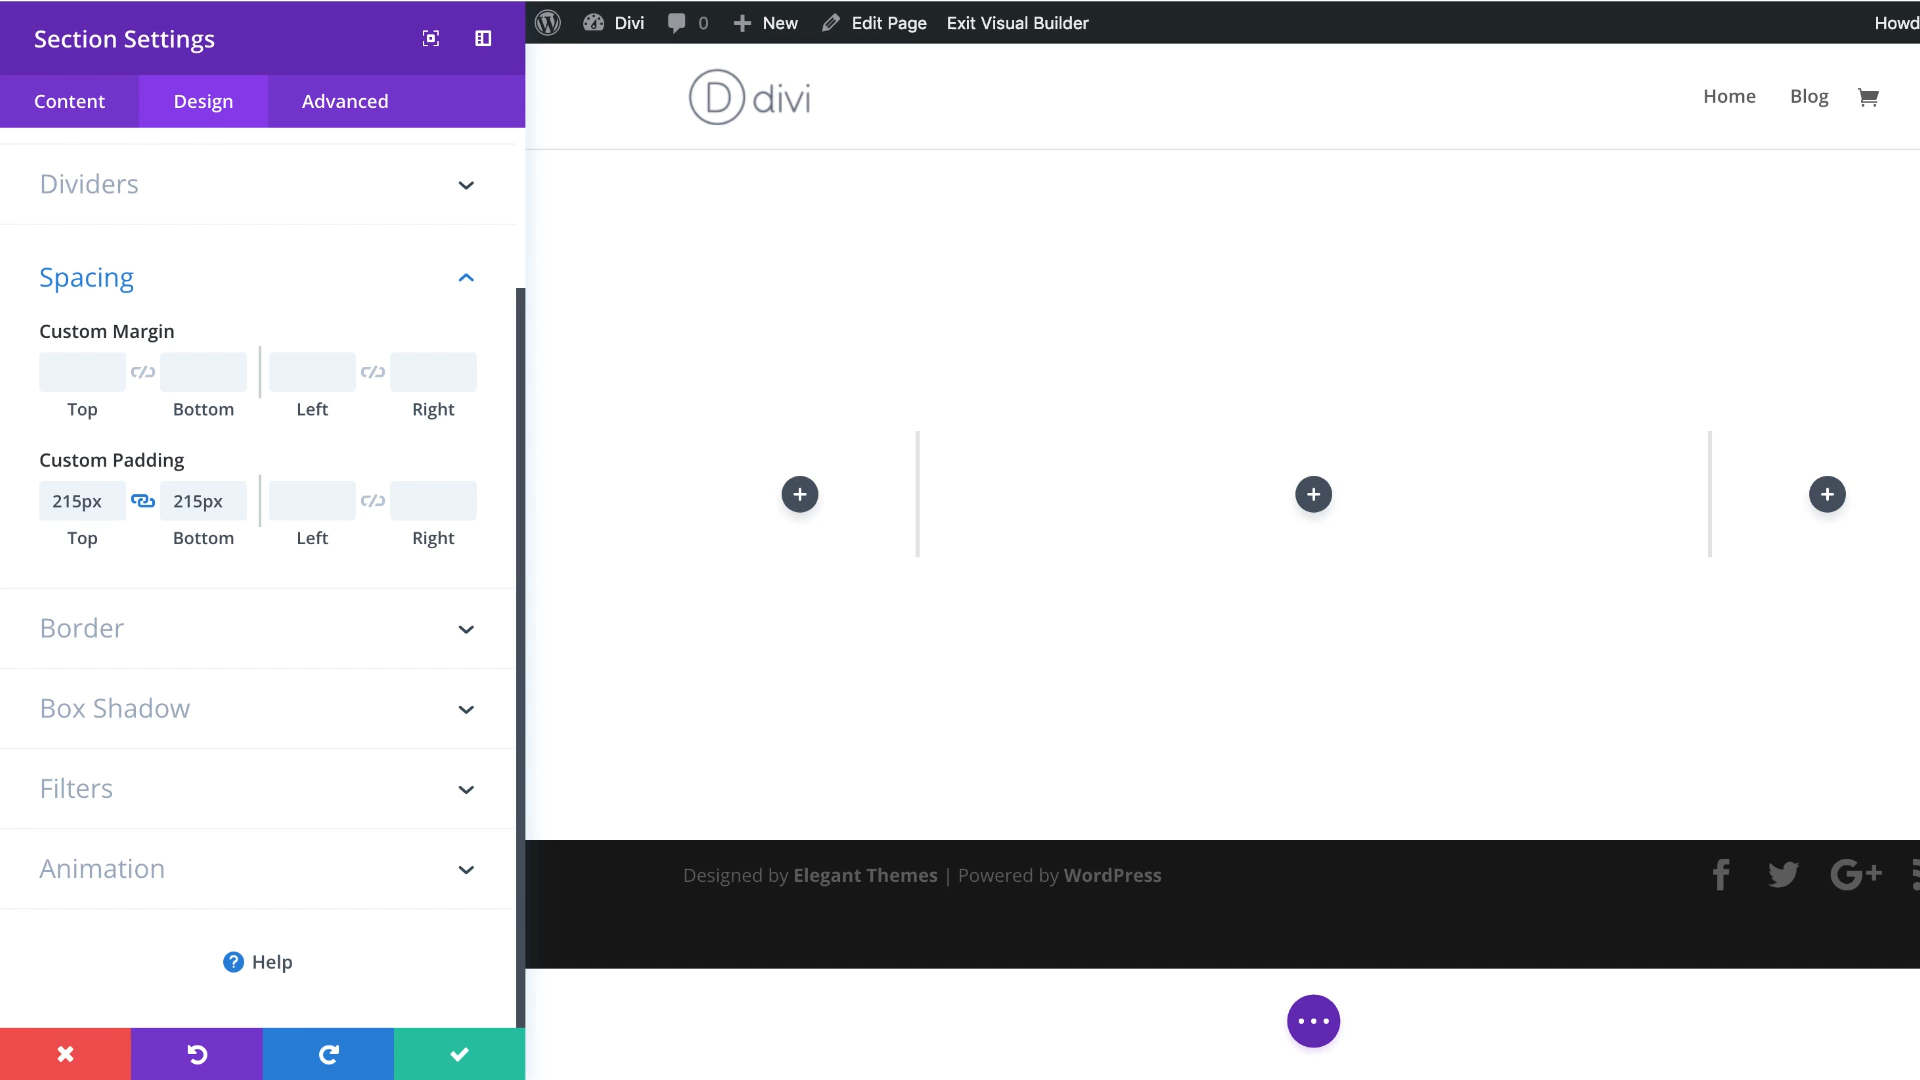 Section Settings
Content Design Advanced
Dividers
Spacing
Custom Margin
Top Bottom Left Right
Custom Padding
215px 215px
Top Bottom Left Right
Border
Box Shadow
Filters
Animation
? Help
Divi 0 New Edit Page Exit Visual Builder Howd
D divi
Home Blog
Designed by Elegant Themes | Powered by WordPress